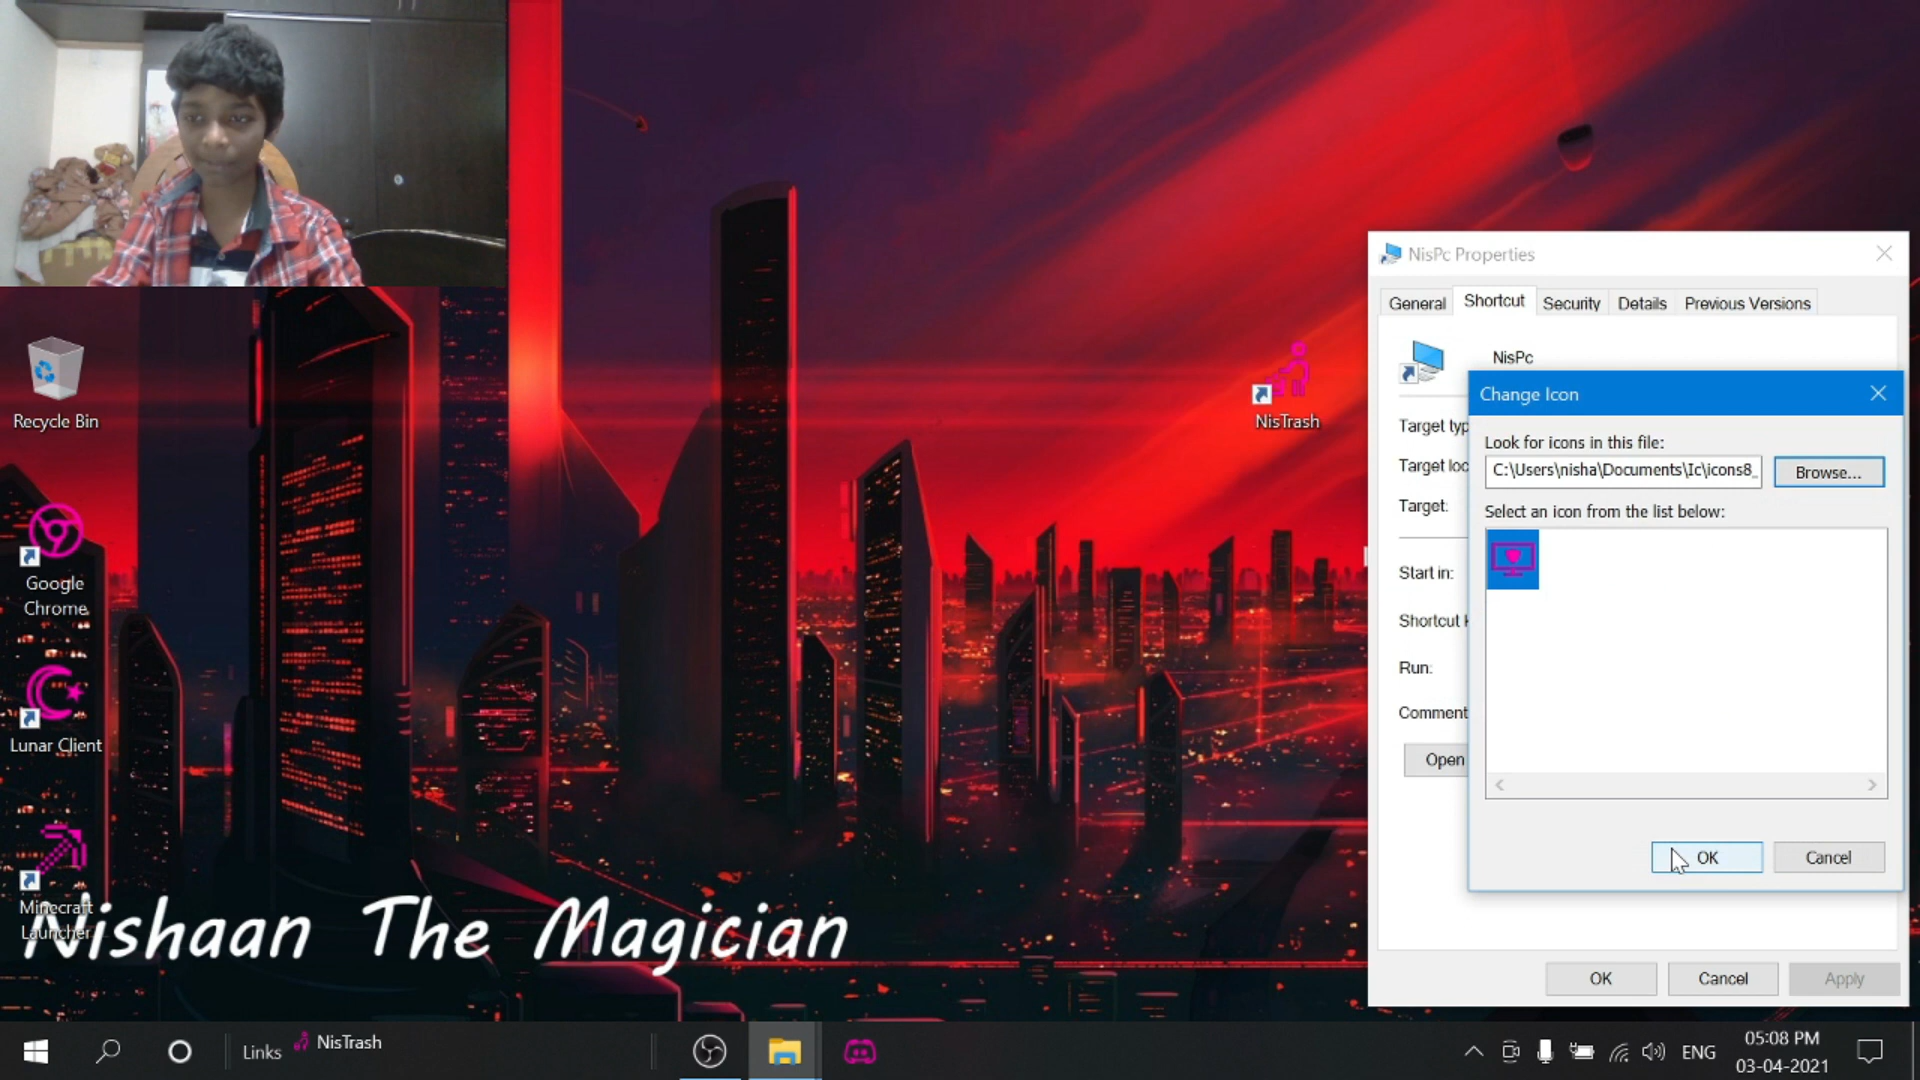 Recycle Bin
Google
Chrome
Lunar Client
Minecraft
Launcher
Nishaan The Magician
NisTrash
NisPc Properties
General
Shortcut
Security
Details
Previous Versions
NisPc
Target typ
Target loc
Target:
Start in:
Shortcut k
Run:
Comment
Open
Change Icon
Look for icons in this file:
C:\Users\nisha\Documents\Ic\icons8_
Browse...
Select an icon from the list below:
OK
Cancel
OK
Cancel
Apply
Links
NisTrash
ENG
05:08 PM
03-04-2021